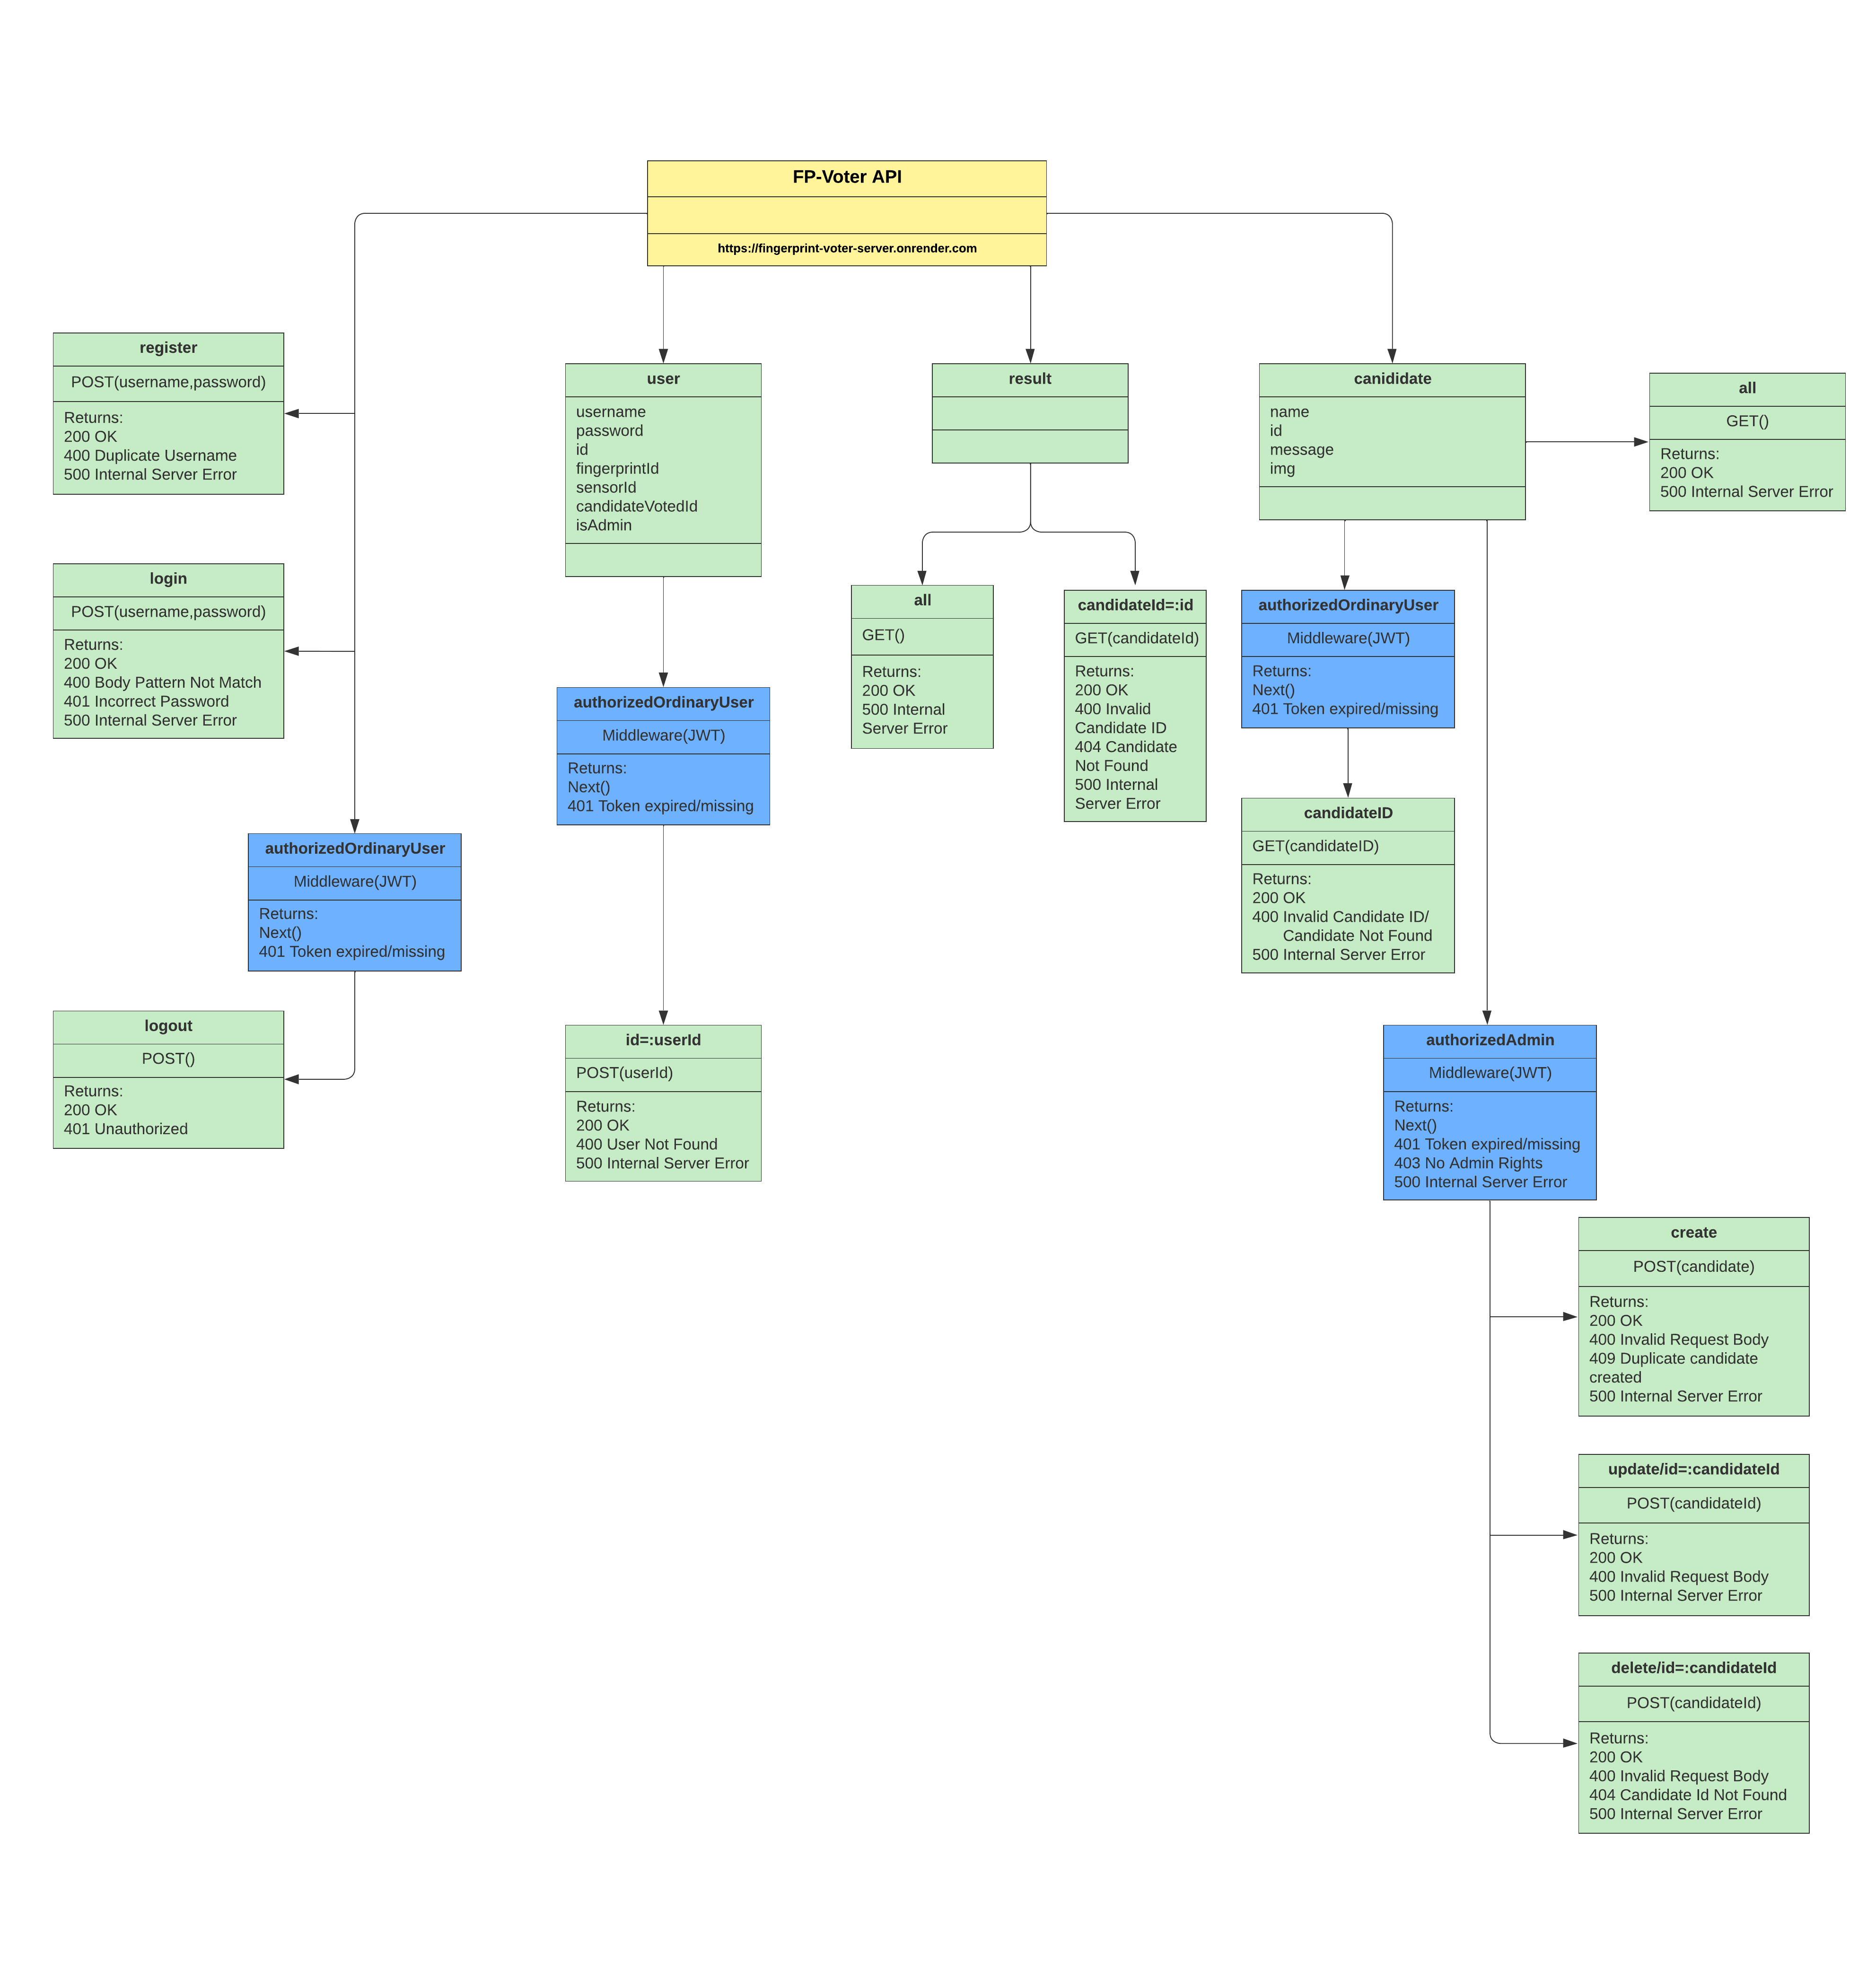 FP-Voter API
https://fingerprint-voter-server.onrender.com
register
POST(username,password)
Returns:
200 OK
400 Duplicate Username
500 Internal Server Error
login
POST(username,password)
Returns:
200 OK
400 Body Pattern Not Match
401 Incorrect Password
500 Internal Server Error
authorizedOrdinaryUser
Middleware(JWT)
Returns:
Next()
401 Token expired/missing
logout
POST()
Returns:
200 OK
401 Unauthorized
user
username
password
id
fingerprintId
sensorId
candidateVotedId
isAdmin
authorizedOrdinaryUser
Middleware(JWT)
Returns:
Next()
401 Token expired/missing
id=:userId
POST(userId)
Returns:
200 OK
400 User Not Found
500 Internal Server Error
result
all
GET()
Returns:
200 OK
500 Internal
Server Error
candidateId=:id
GET(candidateId)
Returns:
200 OK
400 Invalid
Candidate ID
404 Candidate
Not Found
500 Internal
Server Error
canididate
name
id
message
img
all
GET()
Returns:
200 OK
500 Internal Server Error
authorizedOrdinaryUser
Middleware(JWT)
Returns:
Next()
401 Token expired/missing
candidateID
GET(candidateID)
Returns:
200 OK
400 Invalid Candidate ID/
Candidate Not Found
500 Internal Server Error
authorizedAdmin
Middleware(JWT)
Returns:
Next()
401 Token expired/missing
403 No Admin Rights
500 Internal Server Error
create
POST(candidate)
Returns:
200 OK
400 Invalid Request Body
409 Duplicate candidate
created
500 Internal Server Error
update/id=:candidateId
POST(candidateId)
Returns:
200 OK
400 Invalid Request Body
500 Internal Server Error
delete/id=:candidateId
POST(candidateId)
Returns:
200 OK
400 Invalid Request Body
404 Candidate Id Not Found
500 Internal Server Error